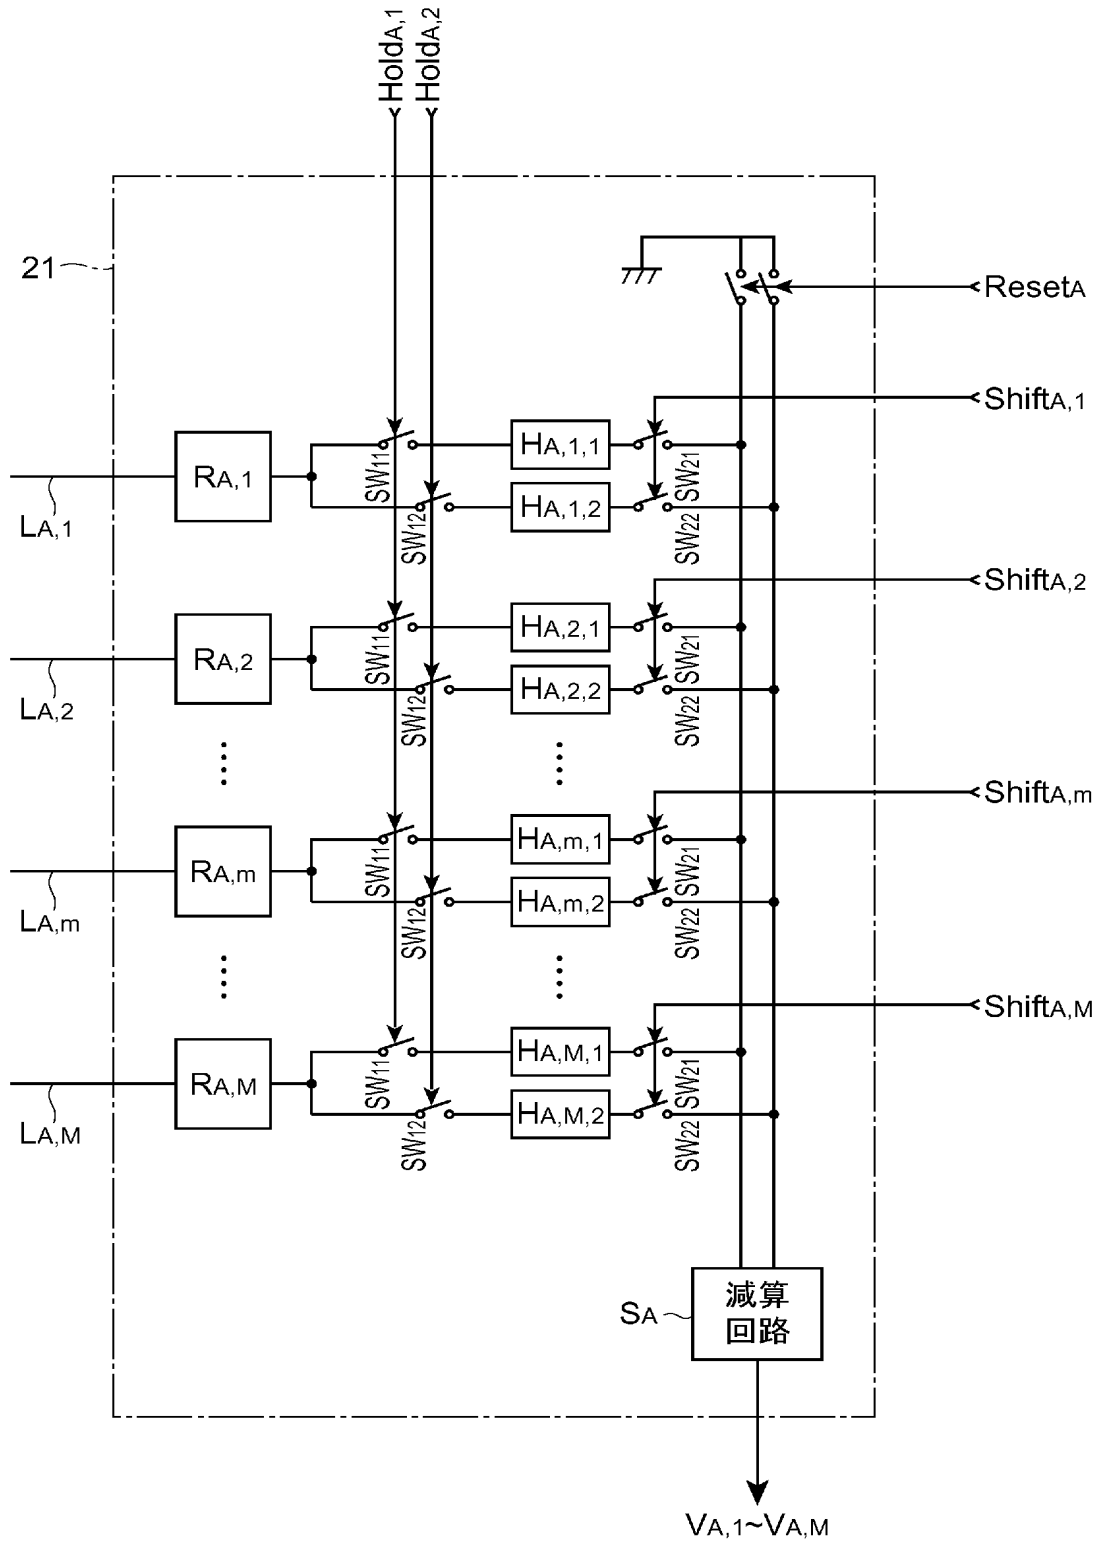 HoldA,1
HoldA,2
21
ResetA
ShiftA,1
RA,1
SW11
HA,1,1
SW21
LA,1
SW12
HA,1,2
SW22
ShiftA,2
RA,2
SW11
HA,2,1
SW21
LA,2
SW12
HA,2,2
SW22
ShiftA,m
RA,m
SW11
HA,m,1
SW21
LA,m
SW12
HA,m,2
SW22
ShiftA,M
RA,M
SW11
HA,M,1
SW21
LA,M
SW12
HA,M,2
SW22
SA
減算
回路
VA,1~VA,M